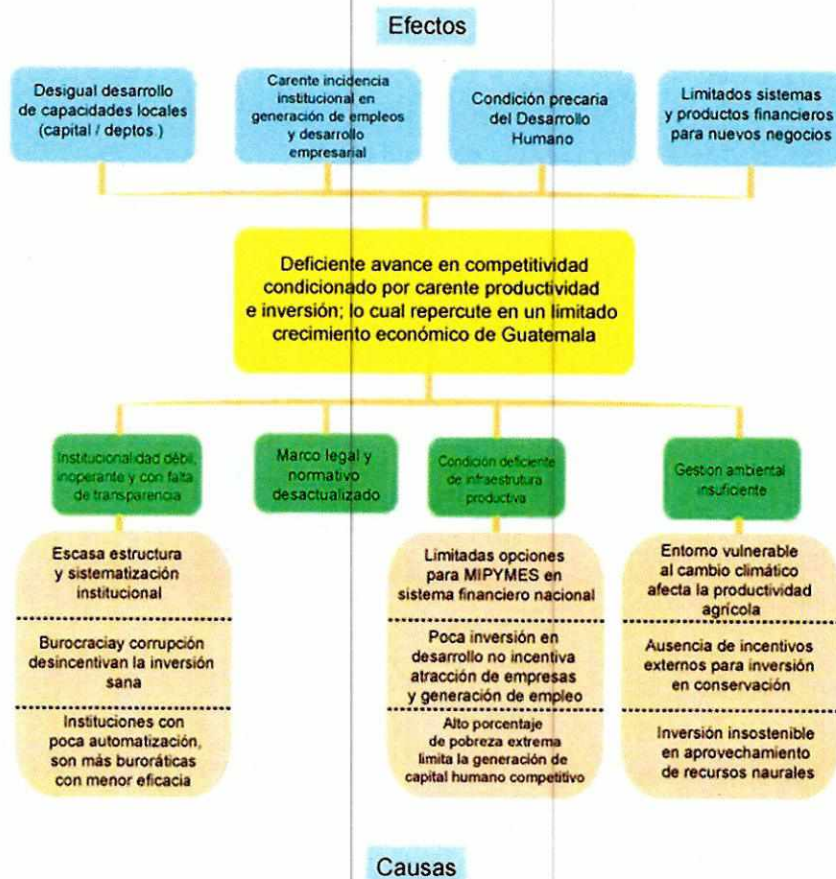 Efectos
Desigual desarrollo
de capacidades locales
(capital / deptos.)
Carente incidencia
institucional en
generación de empleos
y desarrollo
empresarial
Condición precaria
del Desarrollo
Humano
Limitados sistemas
y productos financieros
para nuevos negocios
Deficiente avance en competitividad
condicionado por carente productividad
e inversión; lo cual repercute en un limitado
crecimiento económico de Guatemala
Institucionalidad débil,
inoperante y con falta
de transparencia
Marco legal y
normativo
desactualizado
Condición deficiente
de infraestrutura
productiva
Gestion ambiental
insuficiente
Escasa estructura
y sistematización
institucional
Burocraciay corrupción
desincentivan la inversión
sana
Instituciones con
poca automatización,
son más buroráticas
con menor eficacia
Limitadas opciones
para MIPYMES en
sistema financiero nacional
Poca inversión en
desarrollo no incentiva
atracción de empresas
y generación de empleo
Alto porcentaje
de pobreza extrema
limita la generación de
capital humano competitivo
Entorno vulnerable
al cambio climático
afecta la productividad
agrícola
Ausencia de incentivos
externos para inversión
en conservación
Inversión insostenible
en aprovechamiento
de recursos naurales
Causas